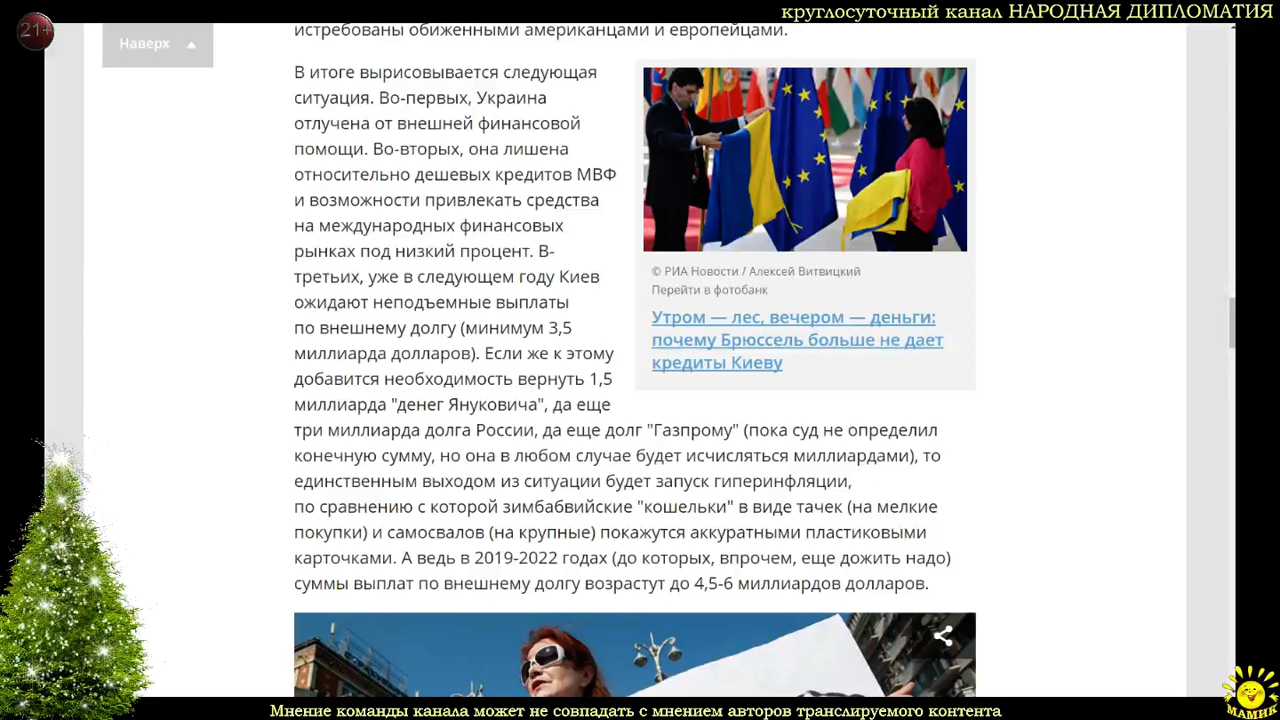 круглосуточный канал НАРОДНАЯ ДИПЛОМАТИЯ
21+
Наверх
истребованы обиженными американцами и европейцами.
В итоге вырисовывается следующая
ситуация. Во-первых, Украина
отлучена от внешней финансовой
помощи. Во-вторых, она лишена
относительно дешевых кредитов МВФ
и возможности привлекать средства
на международных финансовых
рынках под низкий процент. В-
третьих, уже в следующем году Киев
ожидают неподъемные выплаты
по внешнему долгу (минимум 3,5
миллиарда долларов). Если же к этому
добавится необходимость вернуть 1,5
миллиарда "денег Януковича", да еще
три миллиарда долга России, да еще долг "Газпрому" (пока суд не определил
конечную сумму, но она в любом случае будет исчисляться миллиардами), то
единственным выходом из ситуации будет запуск гиперинфляции,
по сравнению с которой зимбабвийские "кошельки" в виде тачек (на мелкие
покупки) и самосвалов (на крупные) покажутся аккуратными пластиковыми
карточками. А ведь в 2019-2022 годах (до которых, впрочем, еще дожить надо)
суммы выплат по внешнему долгу возрастут до 4,5-6 миллиардов долларов.
© РИА Новости / Алексей Витвицкий
Перейти в фотобанк
Утром — лес, вечером — деньги:
почему Брюссель больше не дает
кредиты Киеву
Мнение команды канала может не совпадать с мнением авторов транслируемого контента
МАМИК